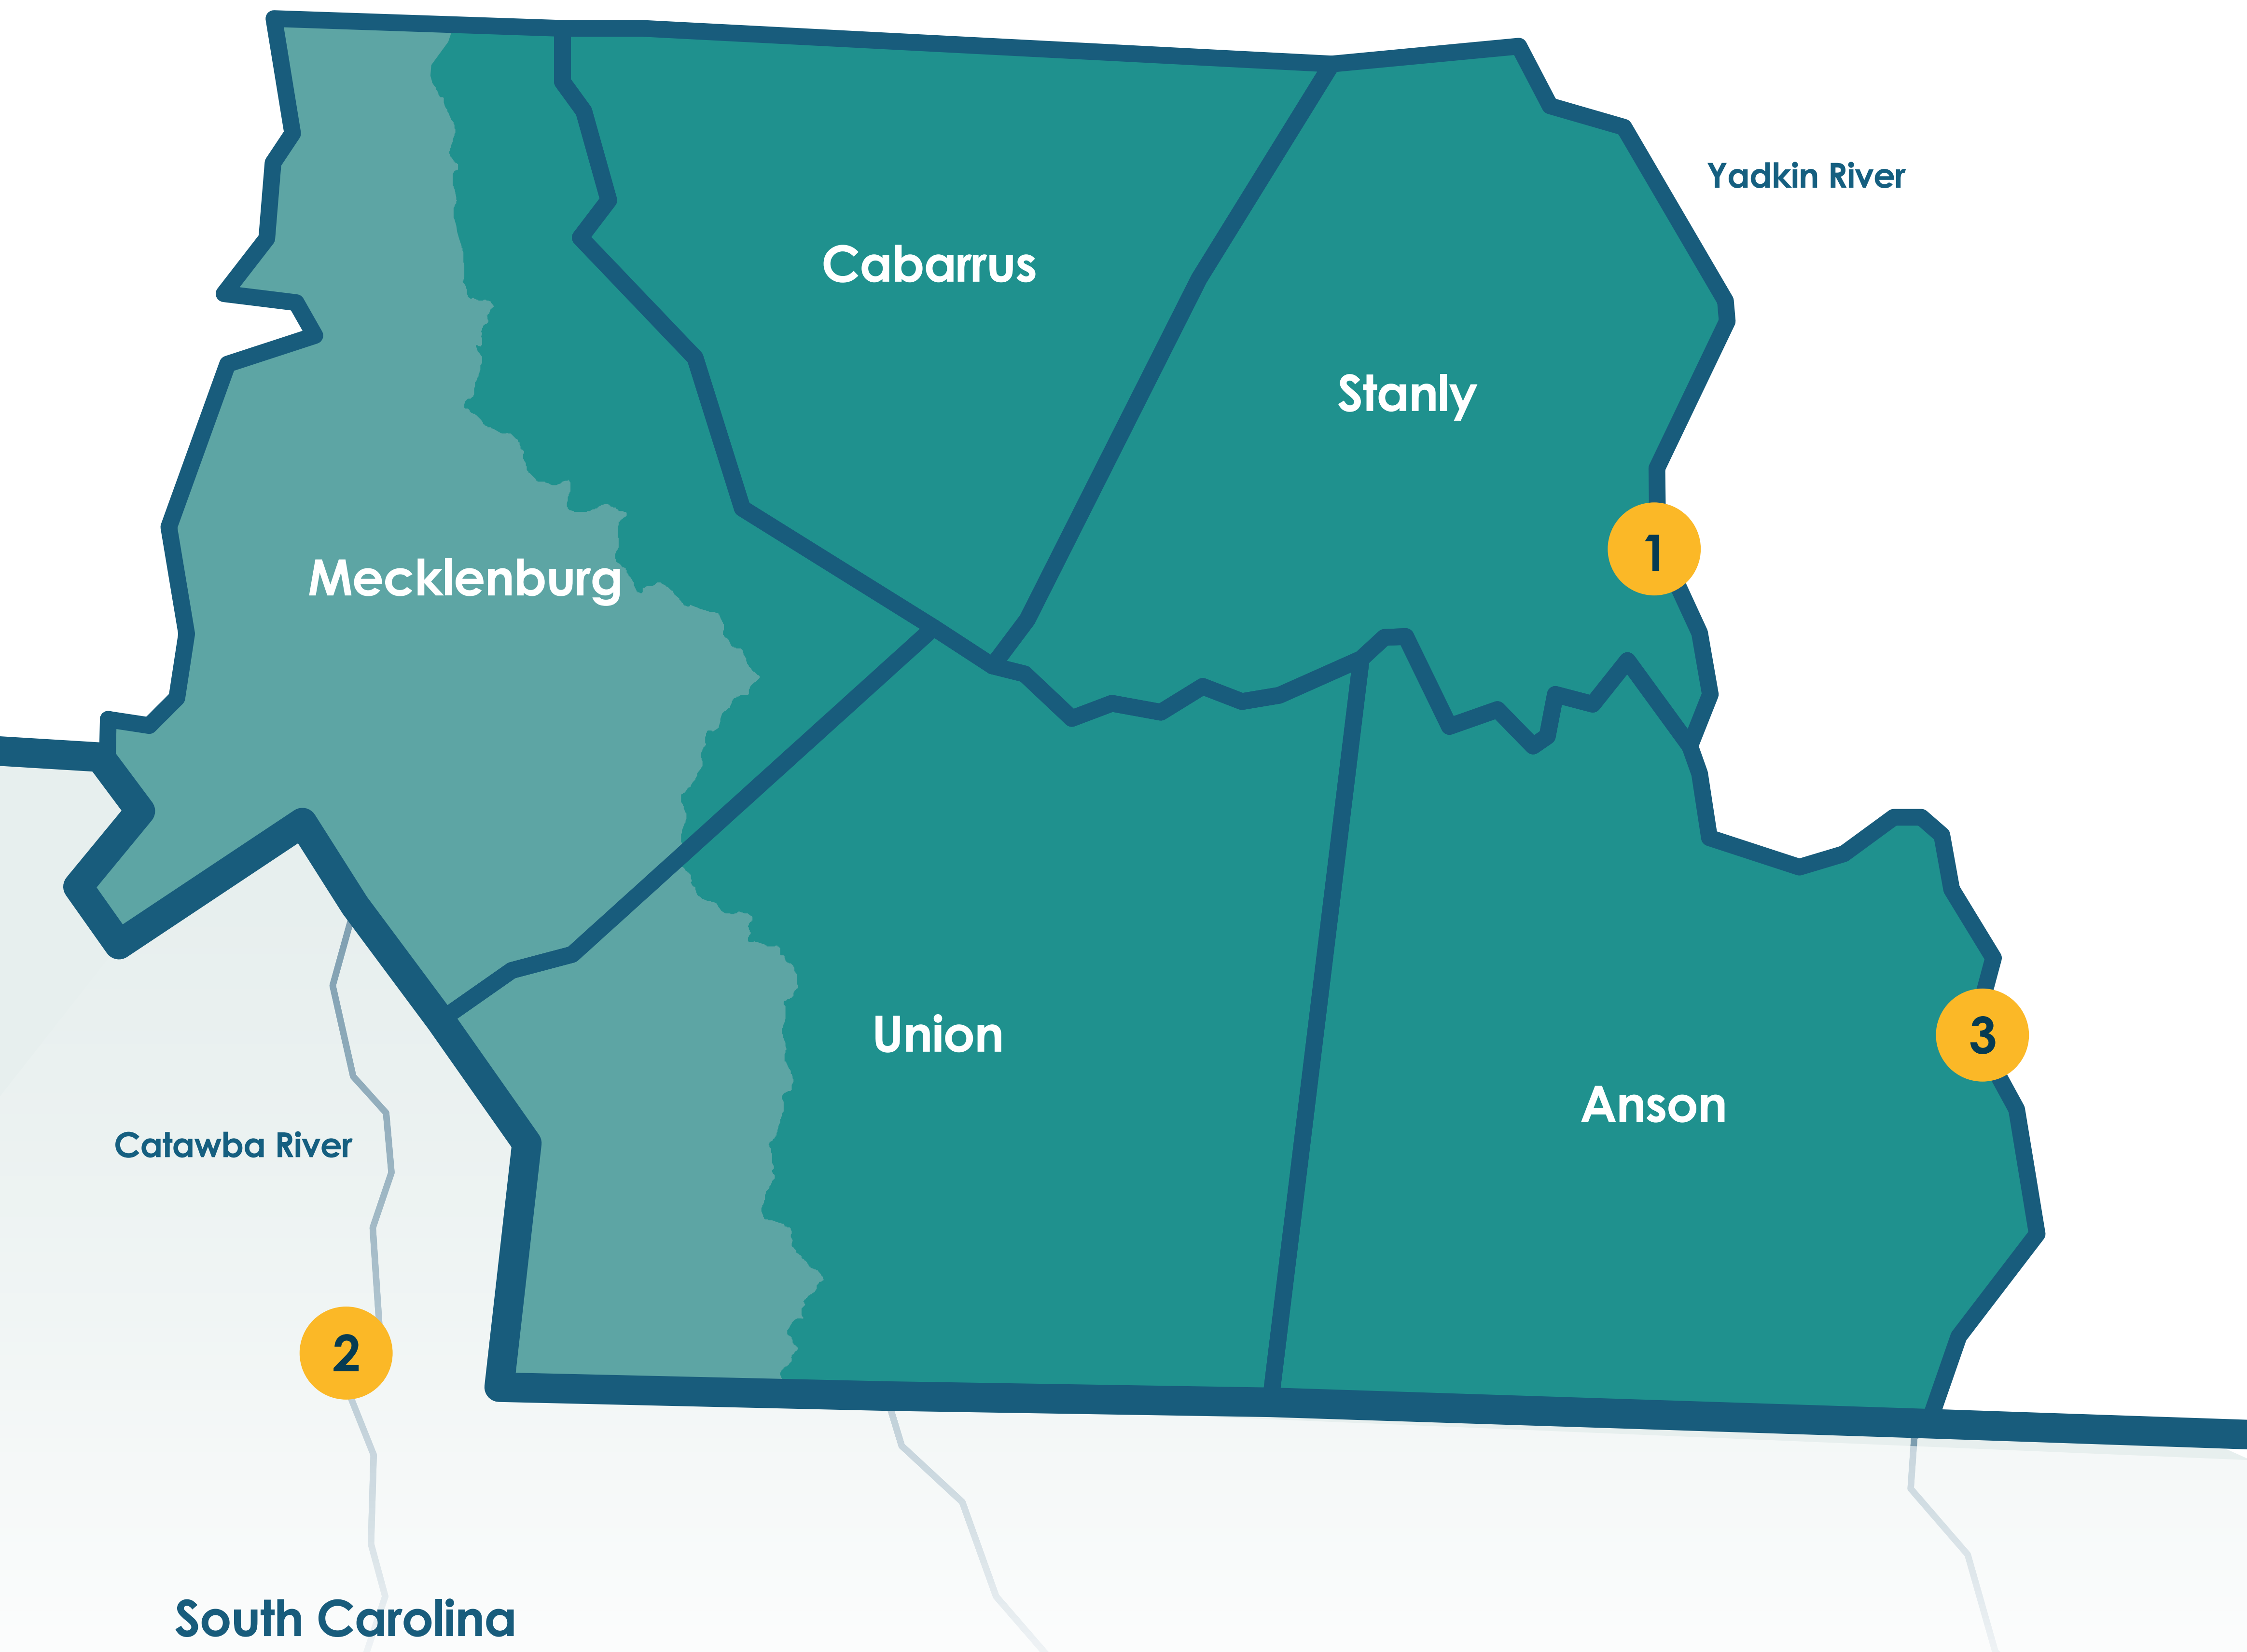 Yadkin River
Cabarrus
Stanly
1
Mecklenburg
Union
3
Anson
Catawba River
2
South Carolina